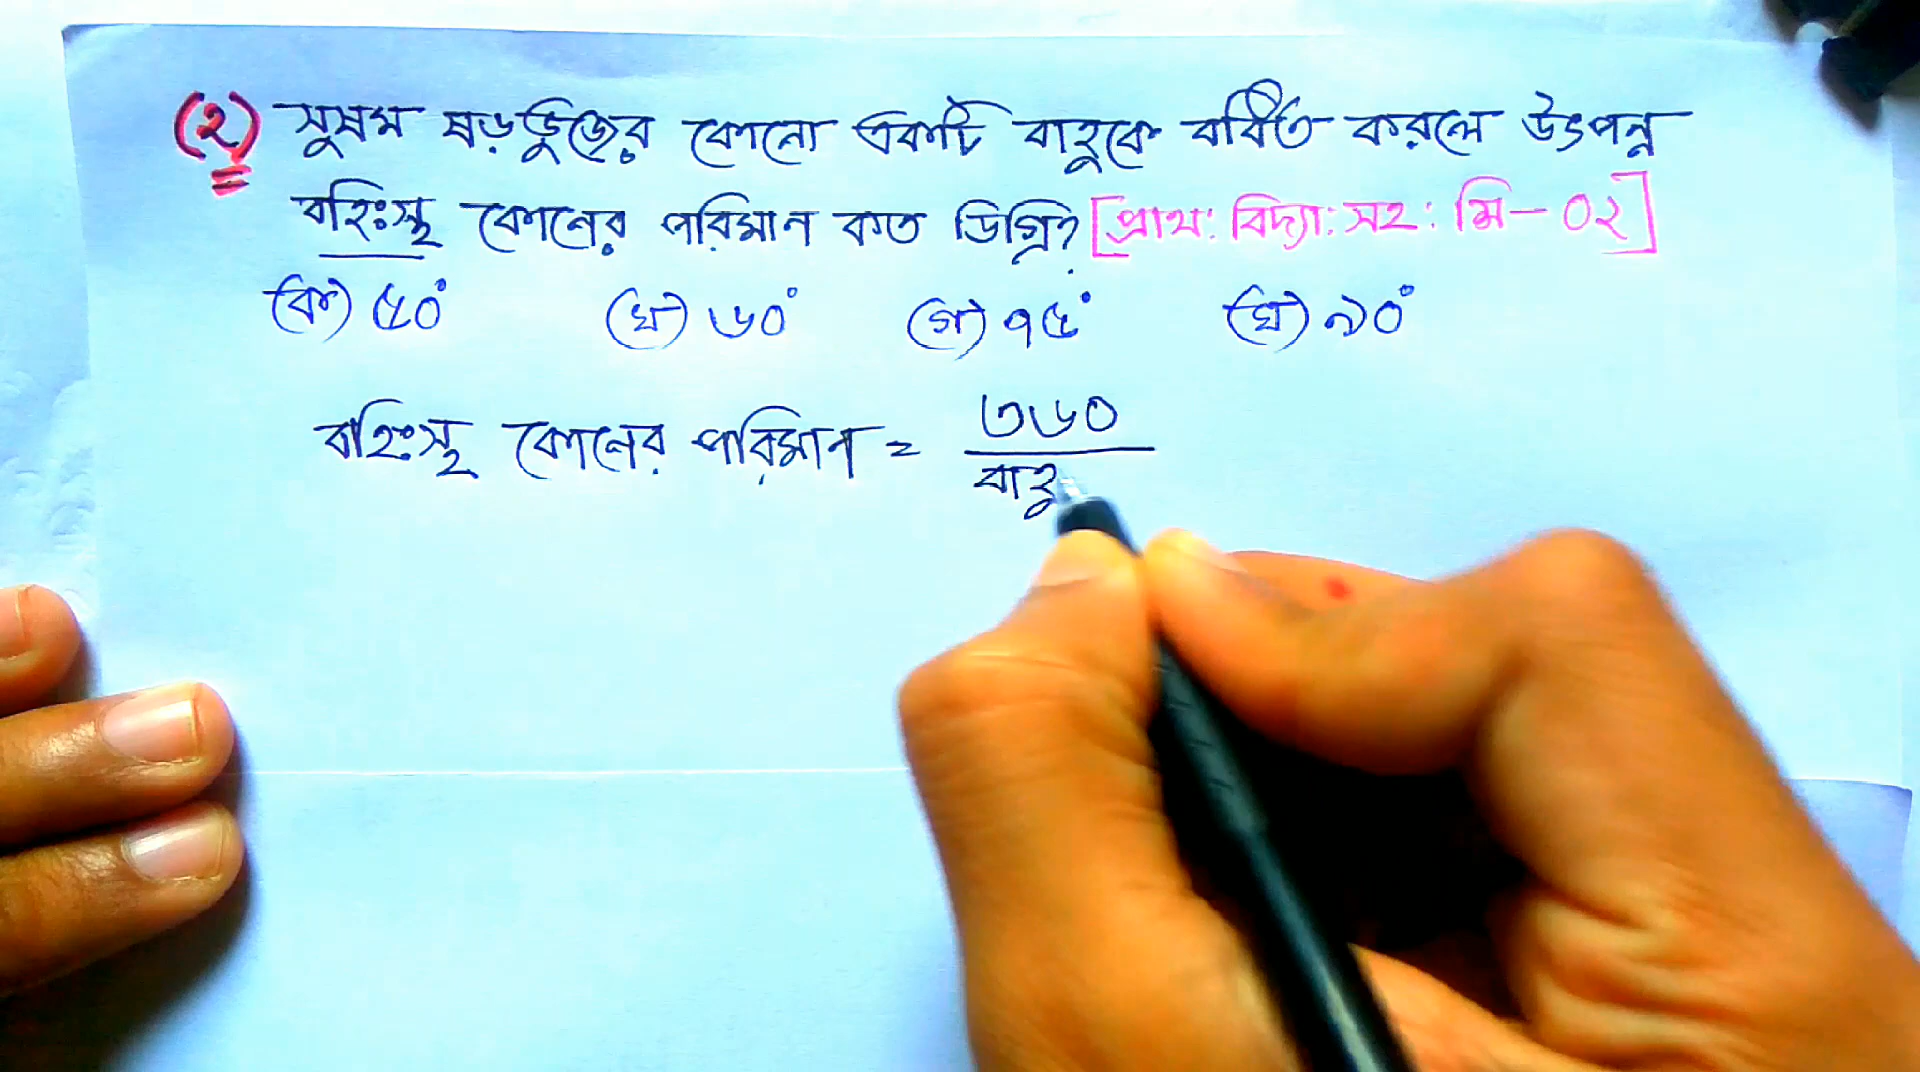 (২) সুষম ষড়ভুজের কোনো একটি বাহুকে বর্ধিত করলে উৎপন্ন
বহিঃস্থ কোনের পরিমান কত ডিগ্রি? [প্রাথ: বিদ্যা: সহ: শি-০২]
(ক) ৫০° (খ) ৬০° (গ) ৭৫° (ঘ) ৯০°
বহিঃস্থ কোনের পরিমান = ৩৬০
বাহু